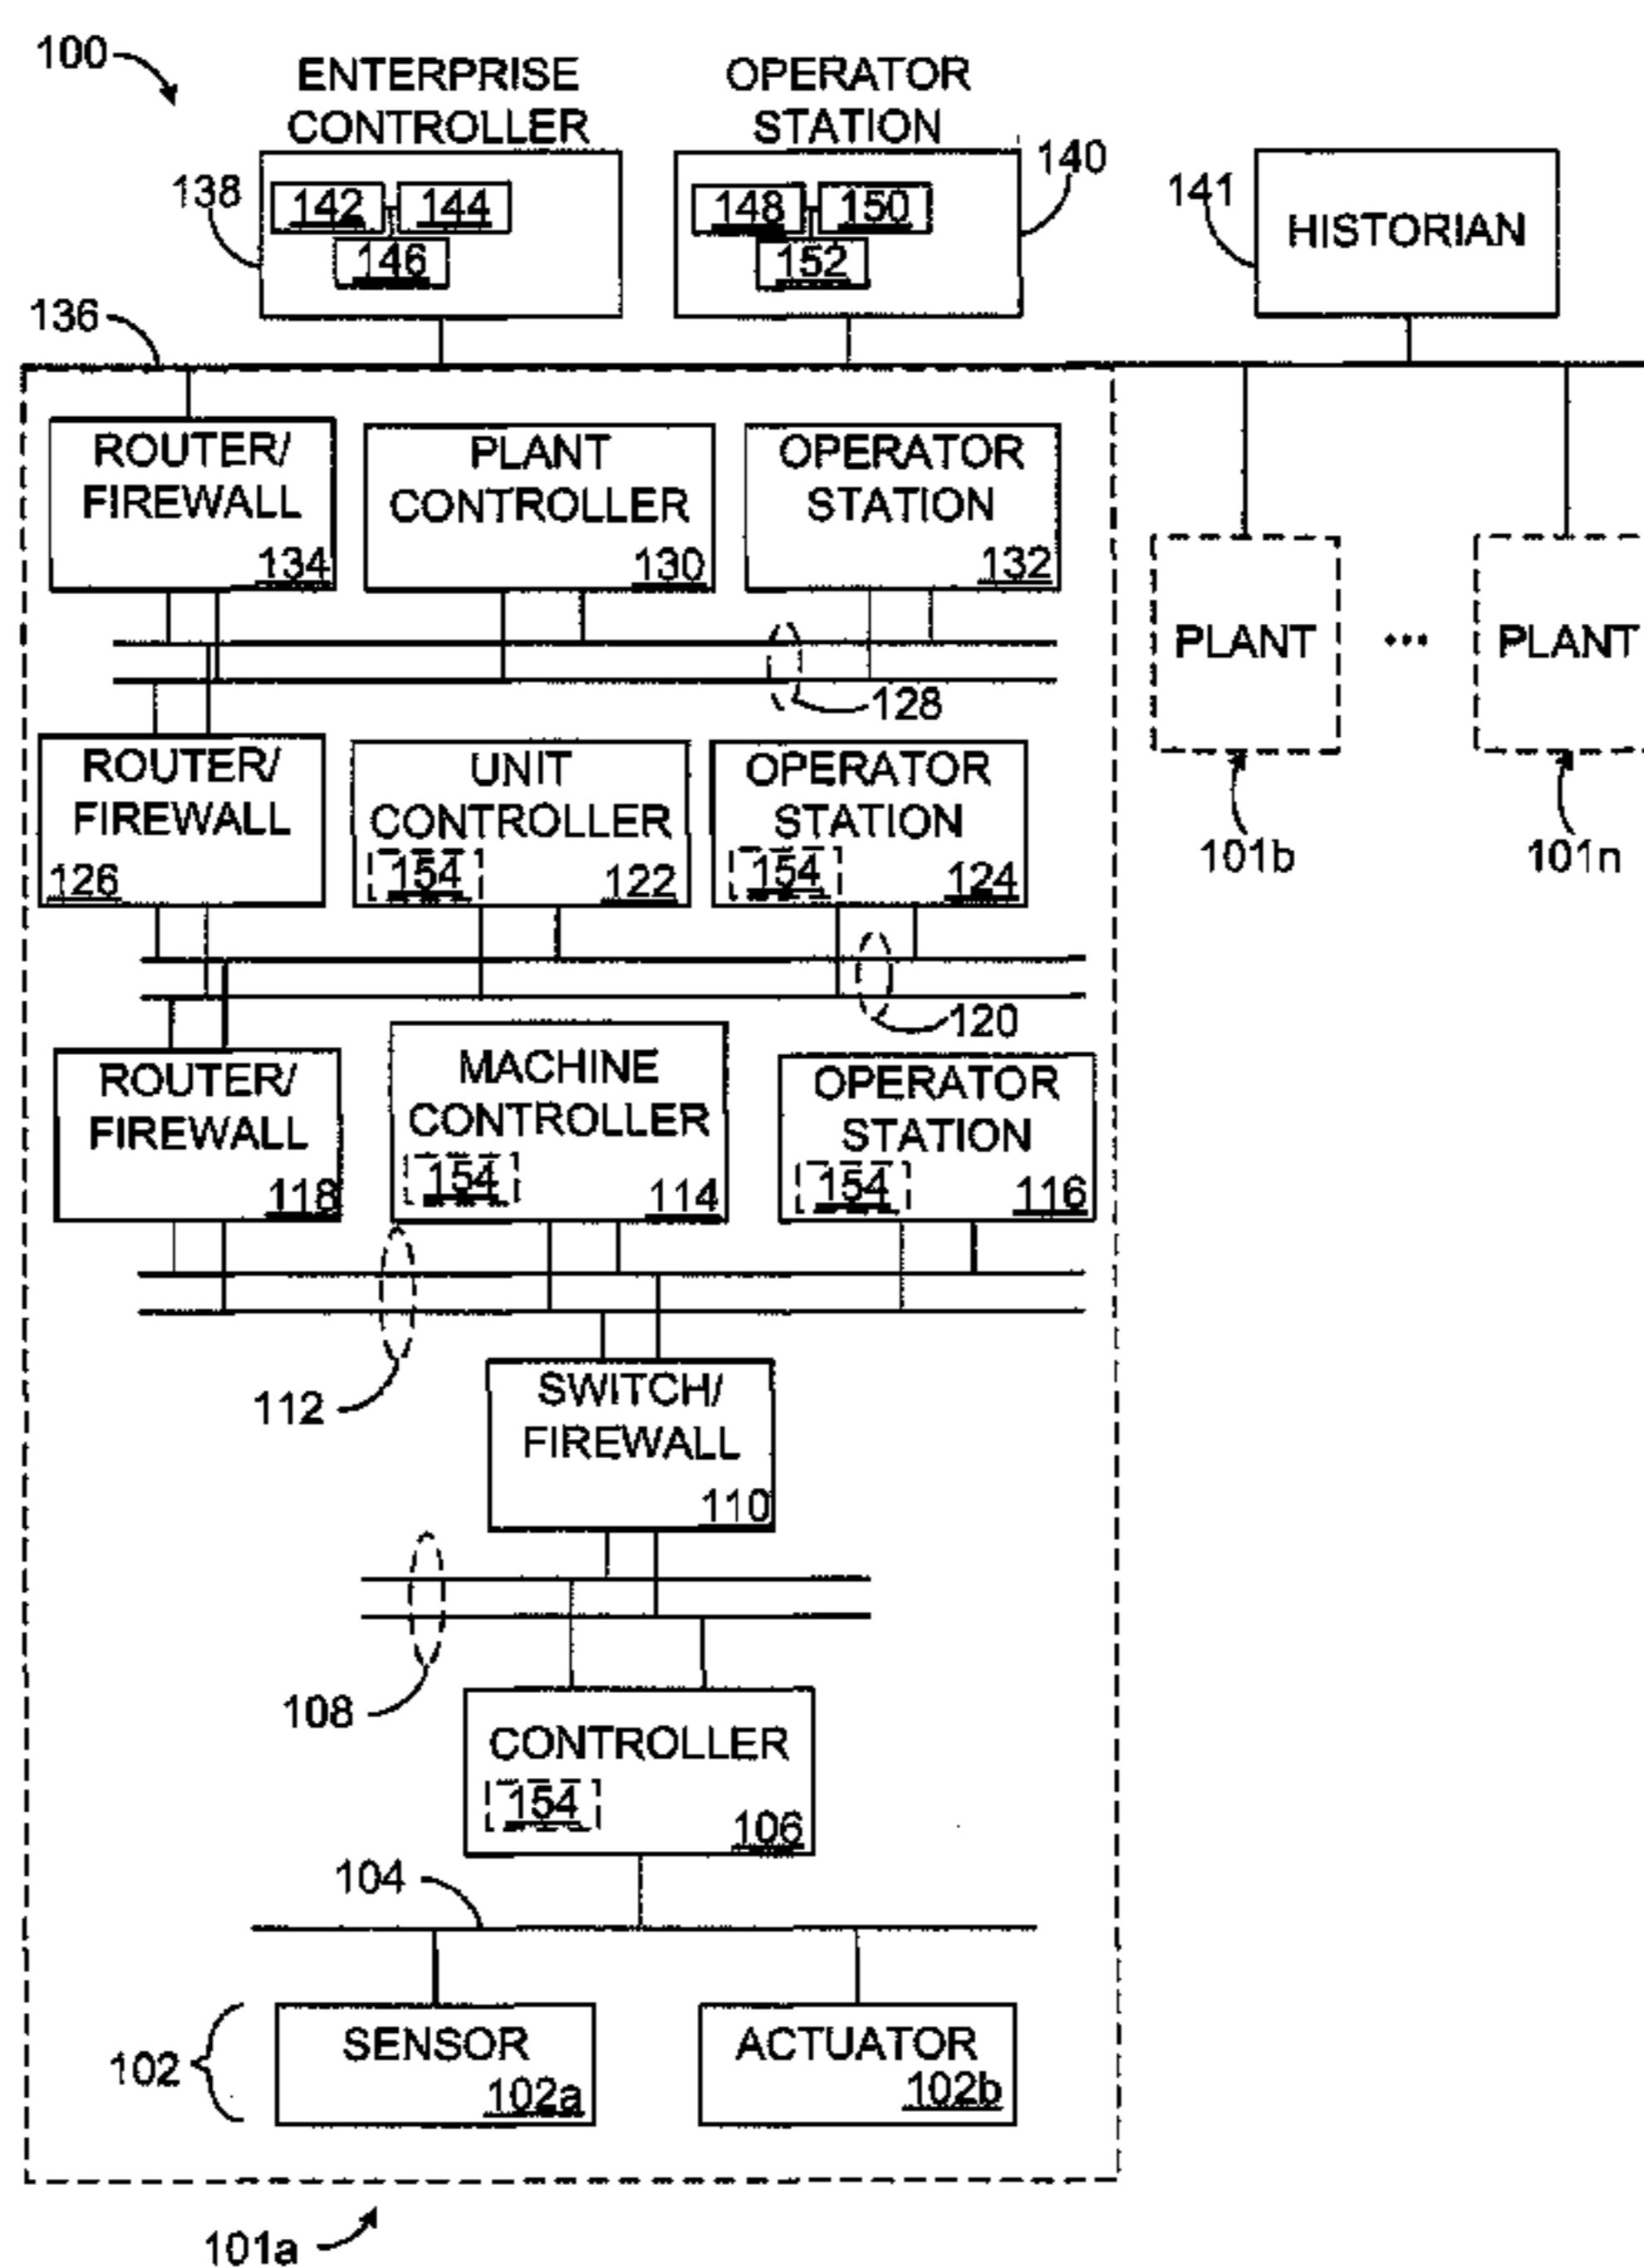 100
ENTERPRISE
CONTROLLER
OPERATOR
STATION
138
142
144
146
148
150
152
140
141
HISTORIAN
136
ROUTER/
FIREWALL
134
PLANT
CONTROLLER
130
OPERATOR
STATION
132
128
PLANT
...
PLANT
101b
101n
ROUTER/
FIREWALL
126
UNIT
CONTROLLER
154
122
OPERATOR
STATION
154
124
120
ROUTER/
FIREWALL
118
MACHINE
CONTROLLER
154
114
OPERATOR
STATION
154
116
112
SWITCH/
FIREWALL
110
108
CONTROLLER
154
106
104
102
SENSOR
102a
ACTUATOR
102b
101a